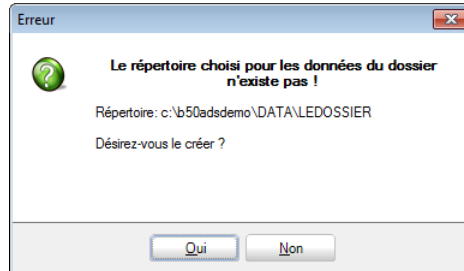 Erreur
Le répertoire choisi pour les données du dossier
n'existe pas !
Répertoire: c:\b50adsdemo\DATA\LEDOSSIER
Désirez-vous le créer ?
Oui Non